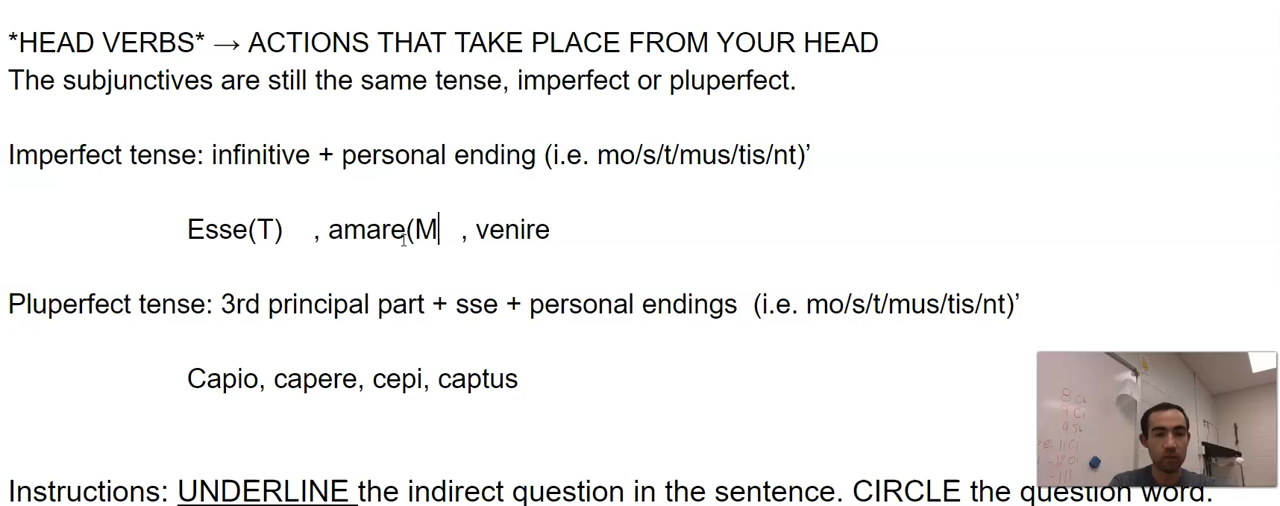 *HEAD VERBS* → ACTIONS THAT TAKE PLACE FROM YOUR HEAD
The subjunctives are still the same tense, imperfect or pluperfect.
Imperfect tense: infinitive + personal ending (i.e. mo/s/t/mus/tis/nt)’
Esse(T) , amare(M , venire
Pluperfect tense: 3rd principal part + sse + personal endings (i.e. mo/s/t/mus/tis/nt)’
Capio, capere, cepi, captus
Instructions: UNDERLINE the indirect question in the sentence. CIRCLE the question word.